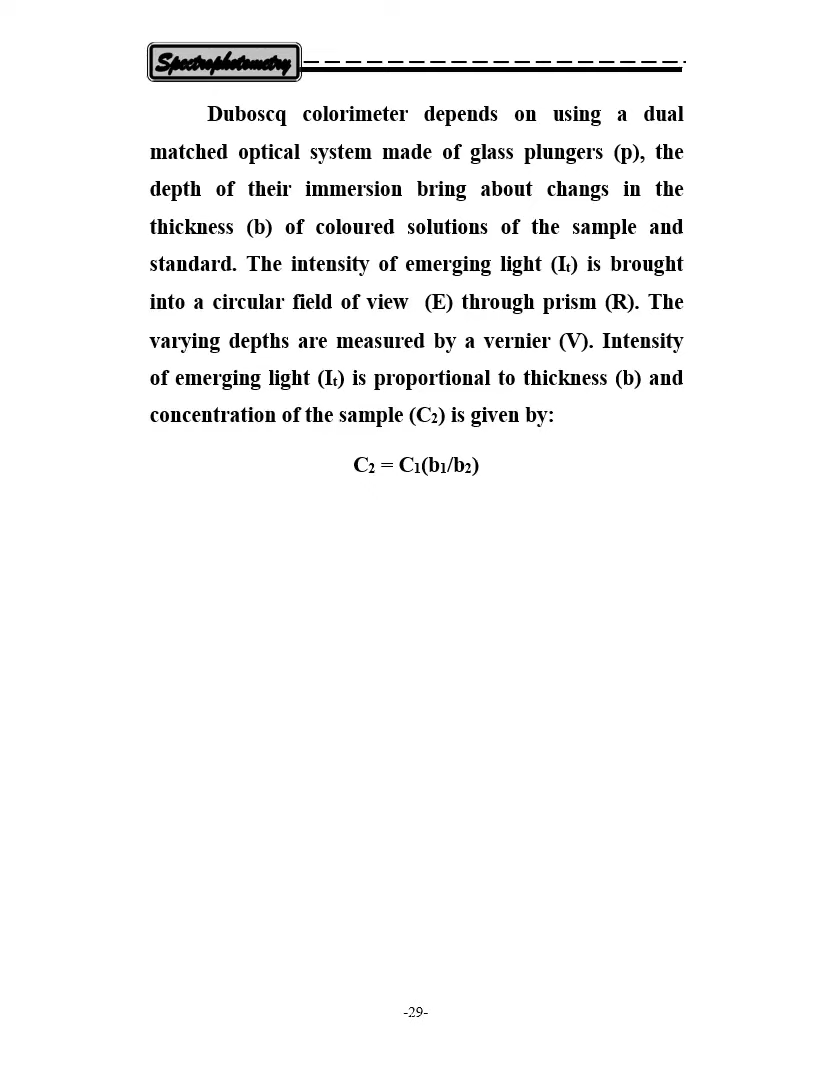 Spectrophotometry
Duboscq colorimeter depends on using a dual
matched optical system made of glass plungers (p), the
depth of their immersion bring about changs in the
thickness (b) of coloured solutions of the sample and
standard. The intensity of emerging light (Iₜ) is brought
into a circular field of view (E) through prism (R). The
varying depths are measured by a vernier (V). Intensity
of emerging light (Iₜ) is proportional to thickness (b) and
concentration of the sample (C₂) is given by:
C₂ = C₁(b₁/b₂)
-29-